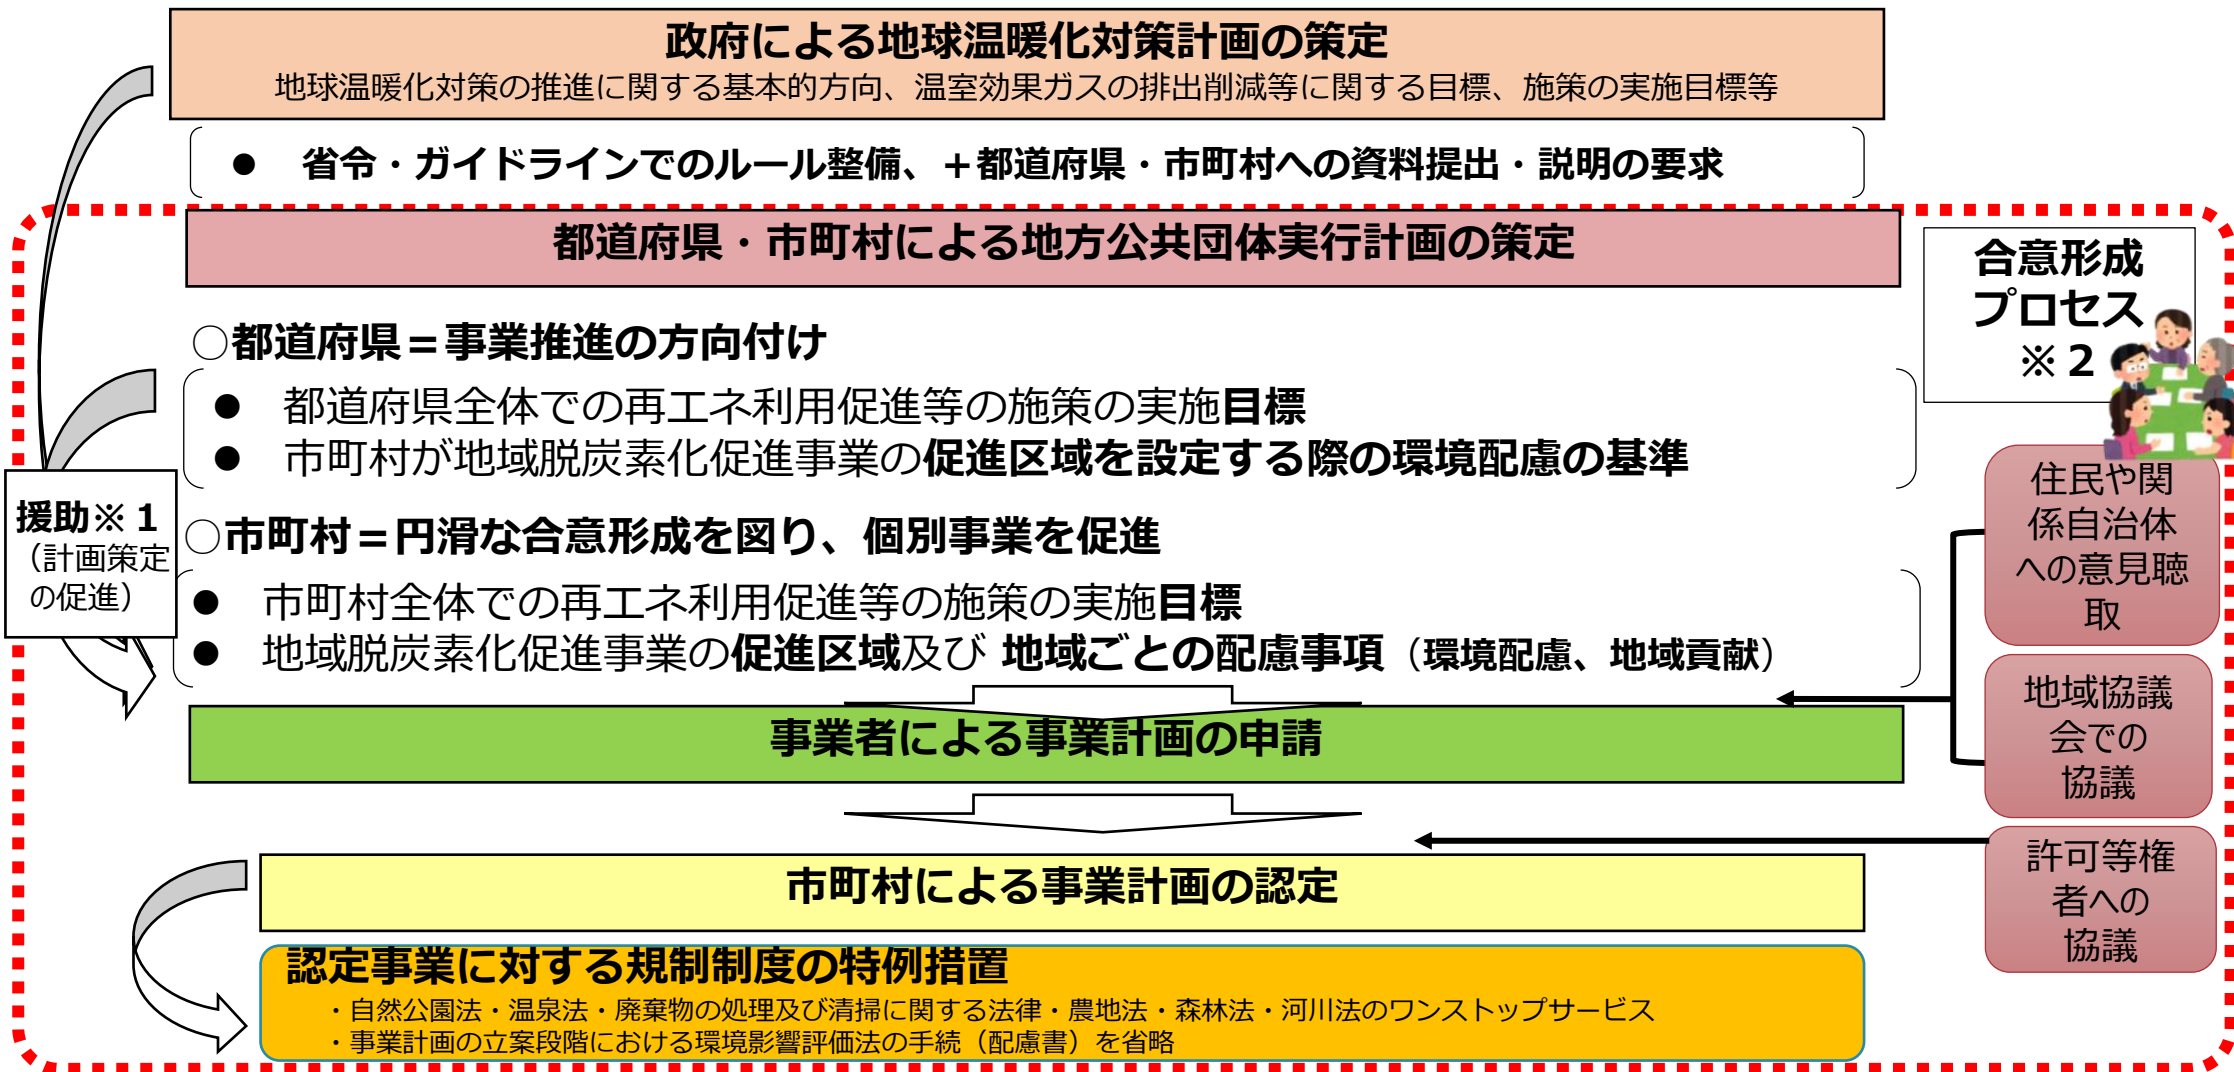 政府による地球温暖化対策計画の策定
地球温暖化対策の推進に関する基本的方向、温室効果ガスの排出削減等に関する目標、施策の実施目標等
● 省令・ガイドラインでのルール整備、＋都道府県・市町村への資料提出・説明の要求
都道府県・市町村による地方公共団体実行計画の策定
○都道府県＝事業推進の方向付け
● 都道府県全体での再エネ利用促進等の施策の実施目標
● 市町村が地域脱炭素化促進事業の促進区域を設定する際の環境配慮の基準
○市町村＝円滑な合意形成を図り、個別事業を促進
● 市町村全体での再エネ利用促進等の施策の実施目標
● 地域脱炭素化促進事業の促進区域及び 地域ごとの配慮事項（環境配慮、地域貢献）
援助※１
（計画策定
の促進）
合意形成
プロセス
※２
住民や関
係自治体
への意見聴
取
地域協議
会での
協議
許可等権
者への
協議
事業者による事業計画の申請
市町村による事業計画の認定
認定事業に対する規制制度の特例措置
・自然公園法・温泉法・廃棄物の処理及び清掃に関する法律・農地法・森林法・河川法のワンストップサービス
・事業計画の立案段階における環境影響評価法の手続（配慮書）を省略